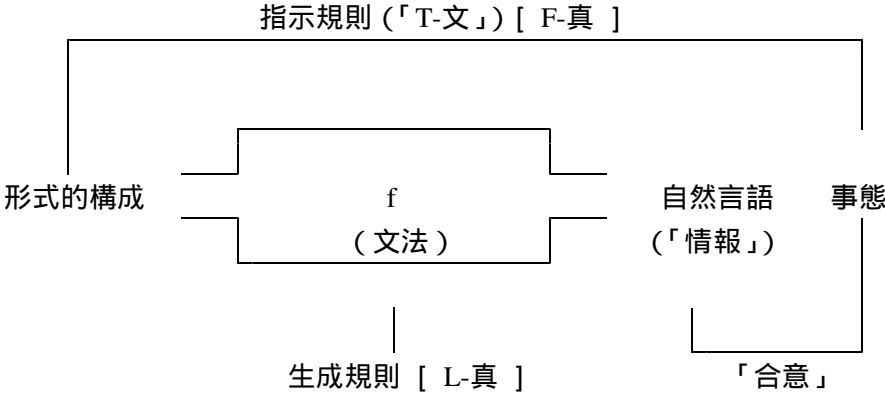 指示規則(「T-文」)[ F-真 ]
形式的構成 f 自然言語 事態
(文法) (「情報」)
生成規則 [ L-真 ] 「合意」